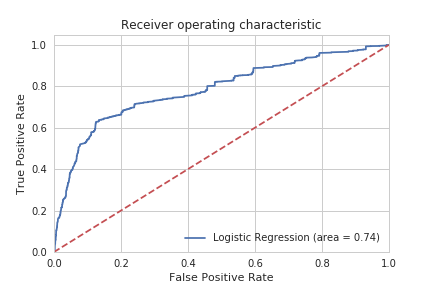 Receiver operating characteristic
True Positive Rate
1.0
0.8
0.6
0.4
0.2
0.0
Logistic Regression (area = 0.74)
0.0 0.2 0.4 0.6 0.8 1.0
False Positive Rate